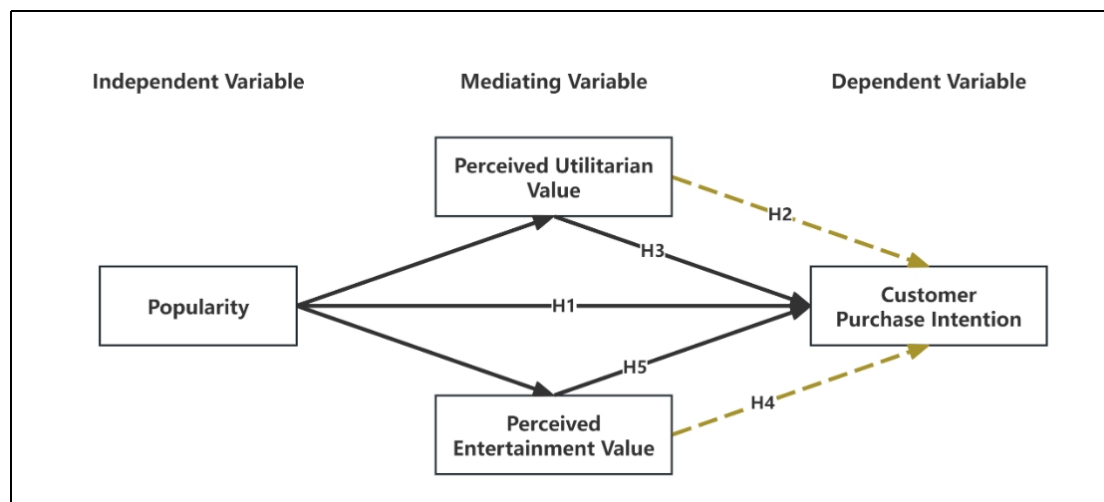 Independent Variable
Mediating Variable
Dependent Variable
Perceived Utilitarian
Value
H2
H3
Popularity
H1
Customer
Purchase Intention
H5
H4
Perceived
Entertainment Value